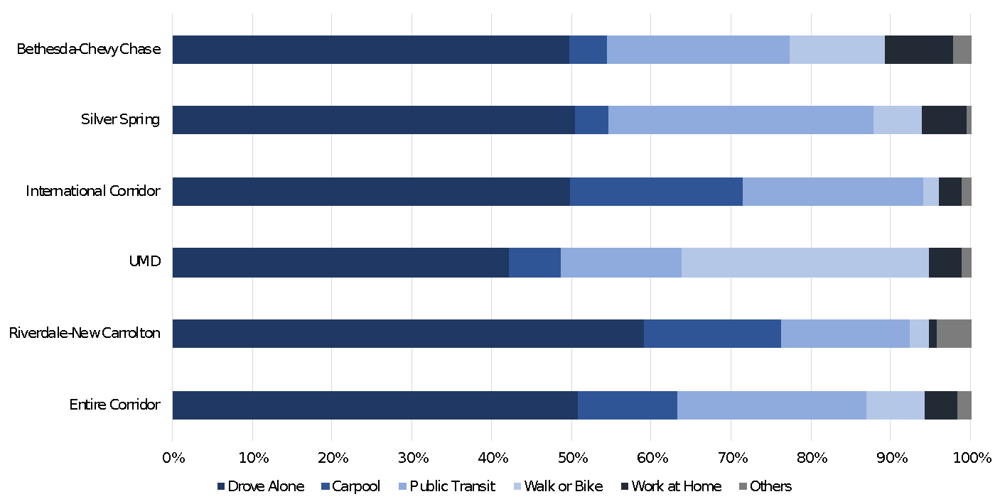 Bethesda-Chevy Chase
Silver Spring
International Corridor
UMD
Riverdale-New Carrolton
Entire Corridor
0% 10% 20% 30% 40% 50% 60% 70% 80% 90% 100%
Drove Alone Carpool Public Transit Walk or Bike Work at Home Others